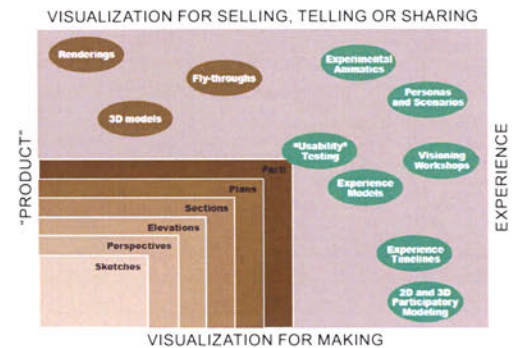 VISUALIZATION FOR SELLING, TELLING OR SHARING
Renderings
Fly-throughs
3D models
Experimental
Animatics
Personas
and Scenarios
"Usability"
Testing
Visioning
Workshops
Experience
Models
Experience
Timelines
2D and 3D
Participatory
Modeling
Parti
Plans
Sections
Elevations
Perspectives
Sketches
"PRODUCT"
EXPERIENCE
VISUALIZATION FOR MAKING